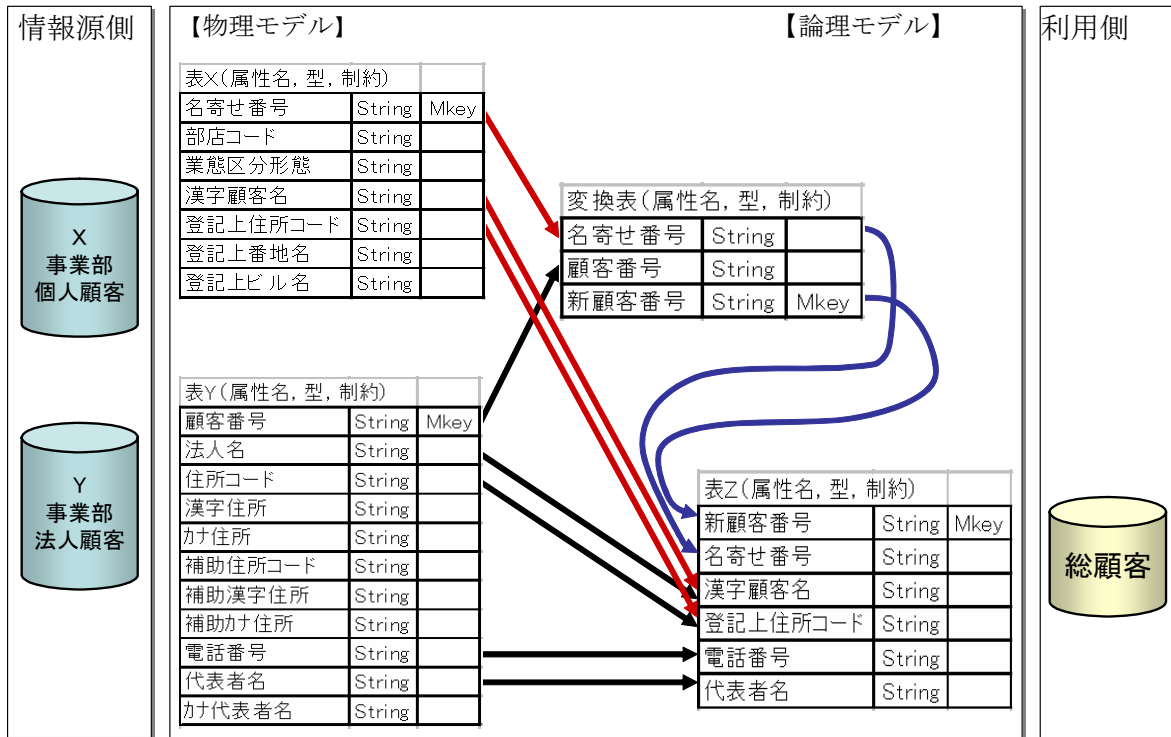 情報源側
【物理モデル】
【論理モデル】
利用側
X
事業部
個人顧客
Y
事業部
法人顧客
表X(属性名, 型, 制約)
名寄せ番号 String Mkey
部店コード String
業態区分形態 String
漢字顧客名 String
登記上住所コード String
登記上番地名 String
登記上ビル名 String
表Y(属性名, 型, 制約)
顧客番号 String Mkey
法人名 String
住所コード String
漢字住所 String
カナ住所 String
補助住所コード String
補助漢字住所 String
補助カナ住所 String
電話番号 String
代表者名 String
カナ代表者名 String
変換表(属性名, 型, 制約)
名寄せ番号 String
顧客番号 String
新顧客番号 String Mkey
表Z(属性名, 型, 制約)
新顧客番号 String Mkey
名寄せ番号 String
漢字顧客名 String
登記上住所コード String
電話番号 String
代表者名 String
総顧客